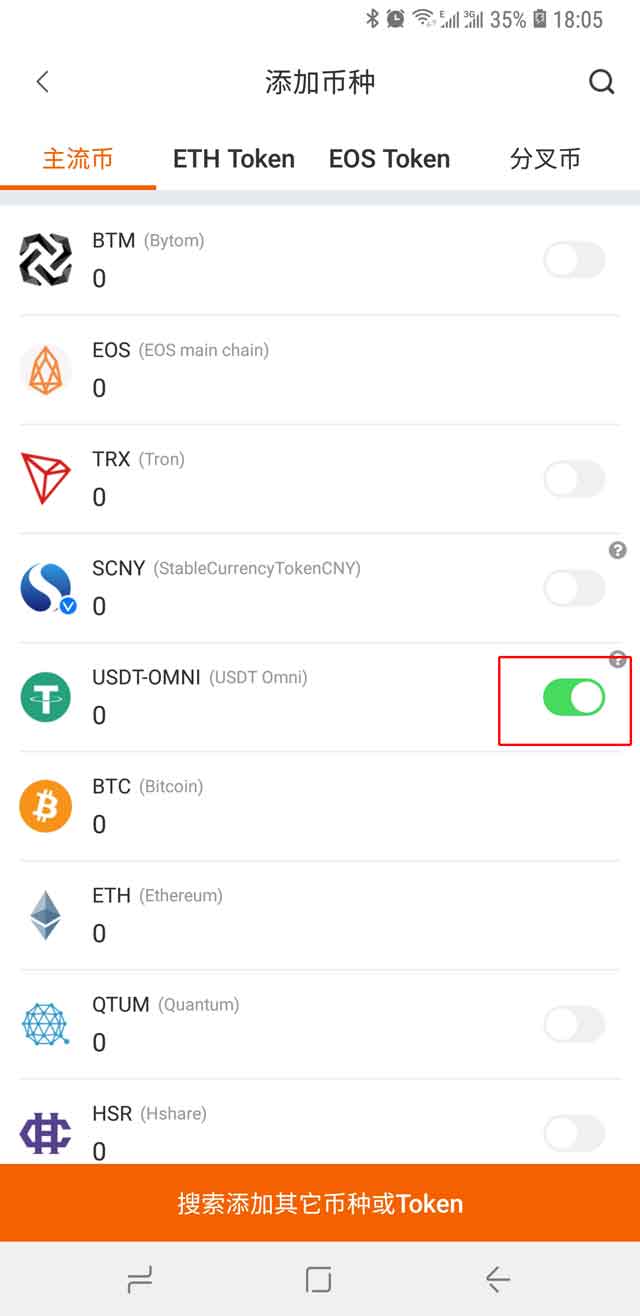 E 3G 35% 18:05
添加币种
主流币 ETH Token EOS Token 分叉币
BTM (Bytom)
0
EOS (EOS main chain)
0
TRX (Tron)
0
?
SCNY (StableCurrencyTokenCNY)
0
?
USDT-OMNI (USDT Omni)
0
BTC (Bitcoin)
0
ETH (Ethereum)
0
QTUM (Quantum)
0
HSR (Hshare)
0
搜索添加其它币种或Token